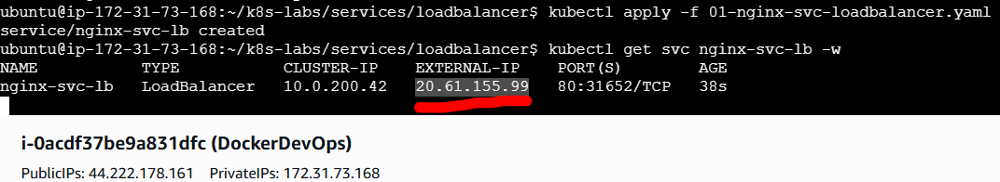 ubuntu@ip-172-31-73-168:~/k8s-labs/services/loadbalancer$ kubectl apply -f 01-nginx-svc-loadbalancer.yaml
service/nginx-svc-lb created
ubuntu@ip-172-31-73-168:~/k8s-labs/services/loadbalancer$ kubectl get svc nginx-svc-lb -w
NAME TYPE CLUSTER-IP EXTERNAL-IP PORT(S) AGE
nginx-svc-lb LoadBalancer 10.0.200.42 20.61.155.99 80:31652/TCP 38s
i-0acdf37be9a831dfc (DockerDevOps)
PublicIPs: 44.222.178.161 PrivateIPs: 172.31.73.168